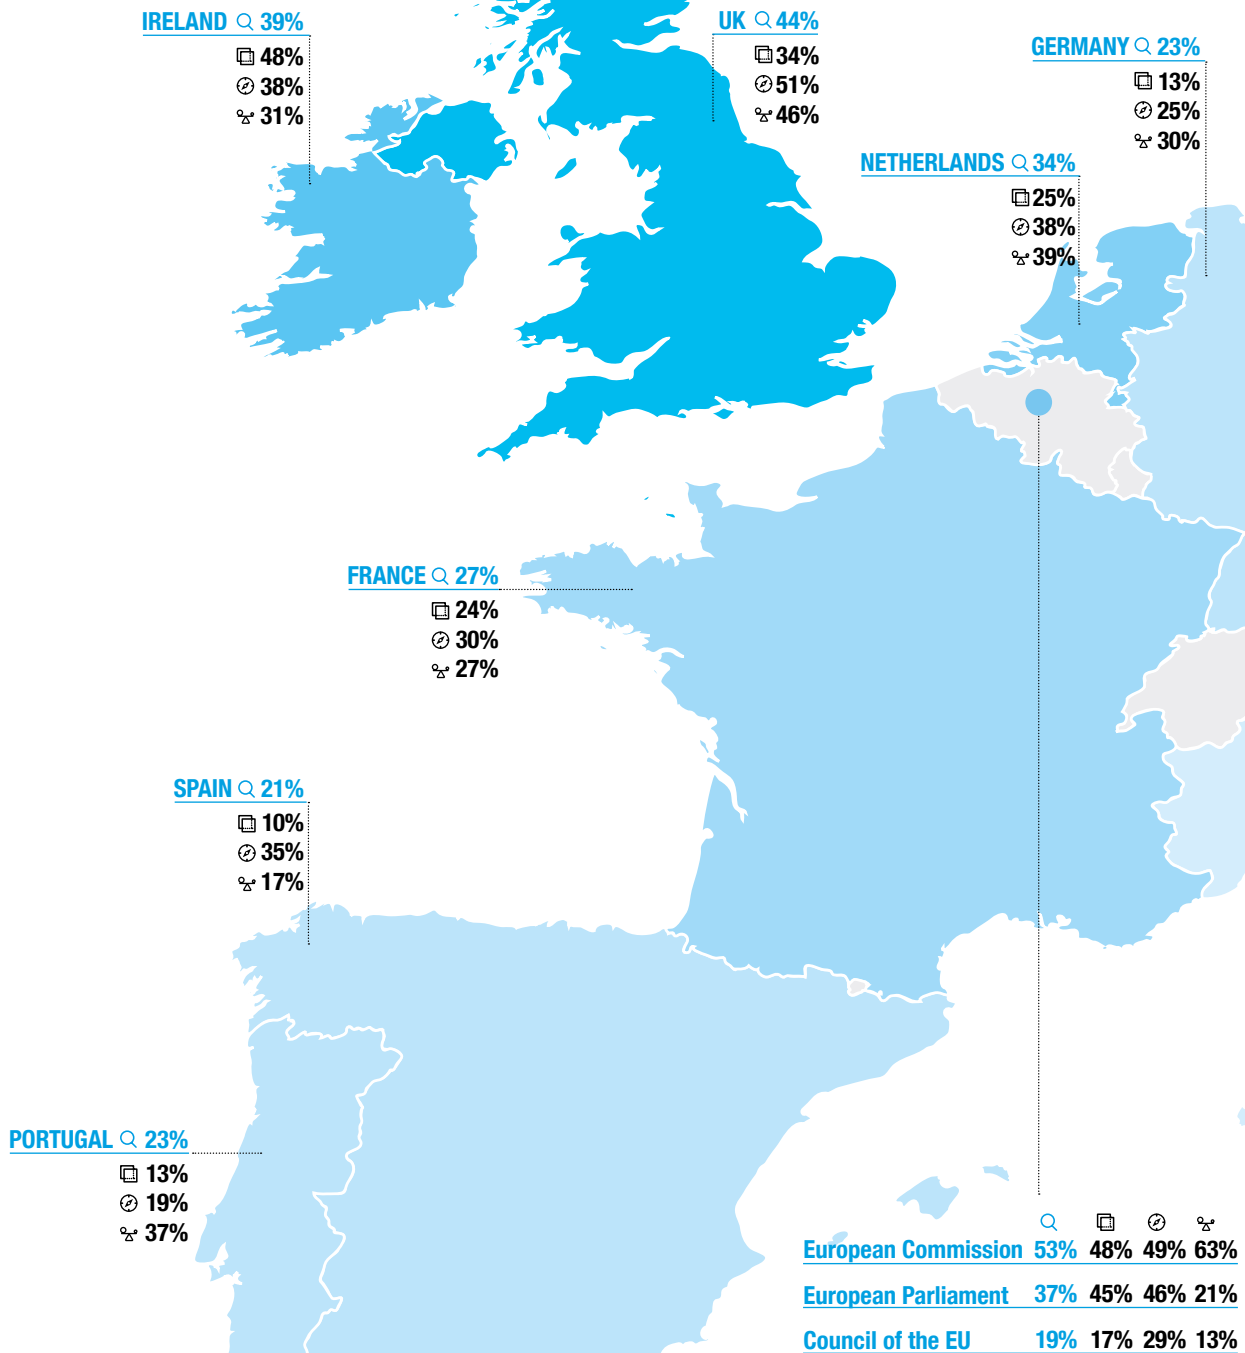 IRELAND 39%
48%
38%
31%
UK 44%
34%
51%
46%
GERMANY 23%
13%
25%
30%
NETHERLANDS 34%
25%
38%
39%
FRANCE 27%
24%
30%
27%
SPAIN 21%
10%
35%
17%
PORTUGAL 23%
13%
19%
37%
European Commission 53% 48% 49% 63%
European Parliament 37% 45% 46% 21%
Council of the EU 19% 17% 29% 13%